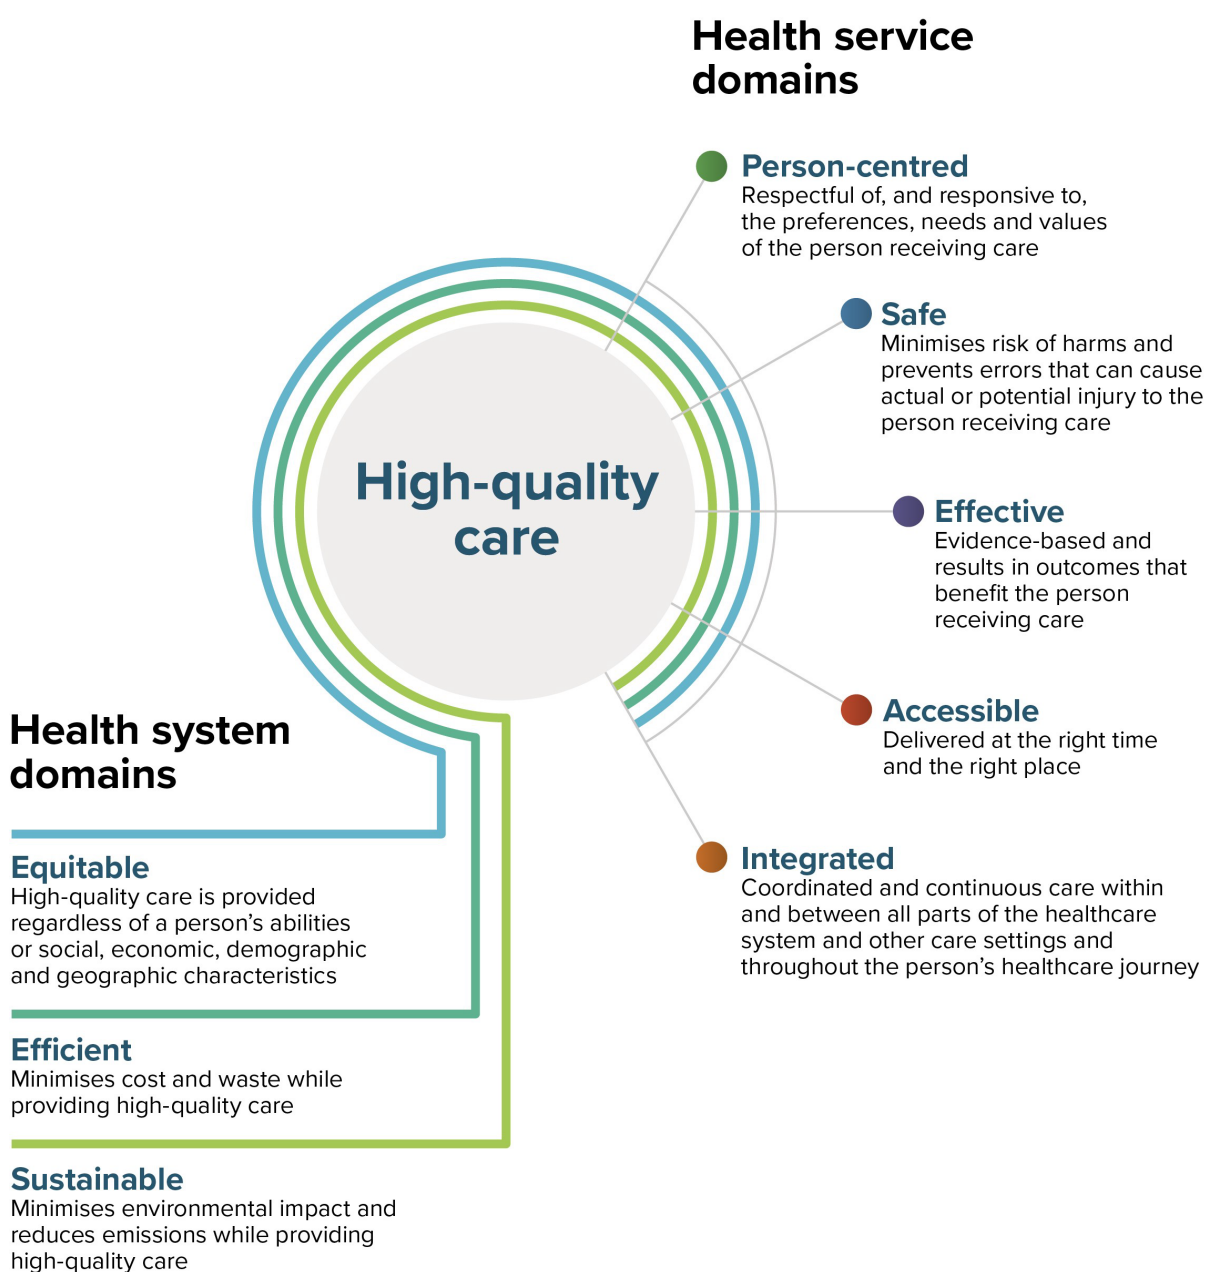 Health service
domains
Person-centred
Respectful of, and responsive to,
the preferences, needs and values
of the person receiving care
Safe
Minimises risk of harms and
prevents errors that can cause
actual or potential injury to the
person receiving care
High-quality
care
Effective
Evidence-based and
results in outcomes that
benefit the person
receiving care
Accessible
Delivered at the right time
and the right place
Integrated
Coordinated and continuous care within
and between all parts of the healthcare
system and other care settings and
throughout the person’s healthcare journey
Health system
domains
Equitable
High-quality care is provided
regardless of a person’s abilities
or social, economic, demographic
and geographic characteristics
Efficient
Minimises cost and waste while
providing high-quality care
Sustainable
Minimises environmental impact and
reduces emissions while providing
high-quality care